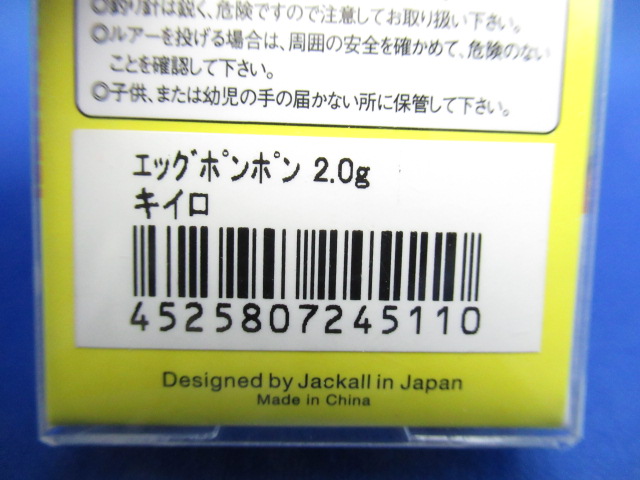 ◎釣り針は鋭く、危険ですので注意してお取り扱い下さい。
◎ルアーを投げる場合は、周囲の安全を確かめて、危険のない
ことを確認して下さい。
◎子供、または幼児の手の届かない所に保管して下さい。
ｴｯｸﾞﾎﾟﾝﾎﾟﾝ 2.0g
キイロ
4525807245110
Designed by Jackall in Japan
Made in China